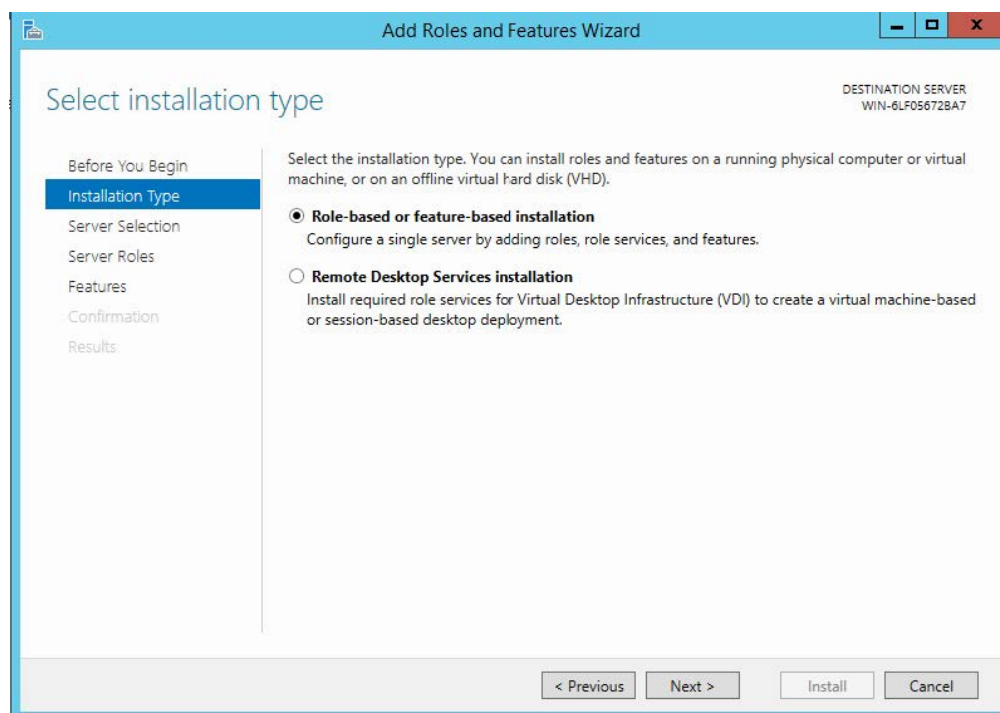 Add Roles and Features Wizard
Select installation type
DESTINATION SERVER
WIN-6LF05672BA7
Before You Begin
Installation Type
Server Selection
Server Roles
Features
Confirmation
Results
Select the installation type. You can install roles and features on a running physical computer or virtual
machine, or on an offline virtual hard disk (VHD).
Role-based or feature-based installation
Configure a single server by adding roles, role services, and features.
Remote Desktop Services installation
Install required role services for Virtual Desktop Infrastructure (VDI) to create a virtual machine-based
or session-based desktop deployment.
< Previous
Next >
Install
Cancel